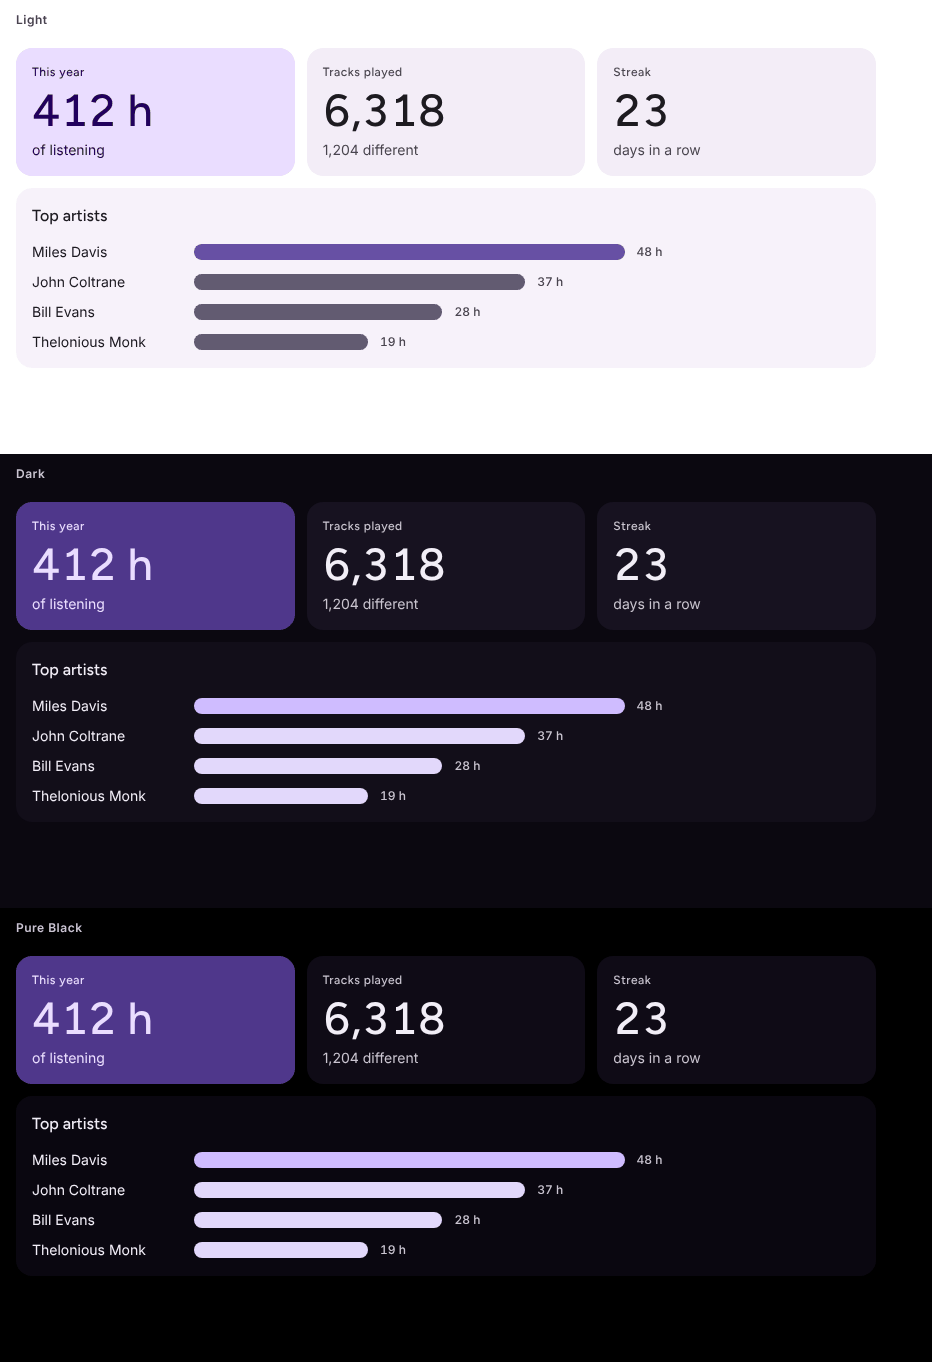 Light
This year
412 h
of listening
Tracks played
6,318
1,204 different
Streak
23
days in a row
Top artists
Miles Davis 48 h
John Coltrane 37 h
Bill Evans 28 h
Thelonious Monk 19 h
Dark
This year
412 h
of listening
Tracks played
6,318
1,204 different
Streak
23
days in a row
Top artists
Miles Davis 48 h
John Coltrane 37 h
Bill Evans 28 h
Thelonious Monk 19 h
Pure Black
This year
412 h
of listening
Tracks played
6,318
1,204 different
Streak
23
days in a row
Top artists
Miles Davis 48 h
John Coltrane 37 h
Bill Evans 28 h
Thelonious Monk 19 h